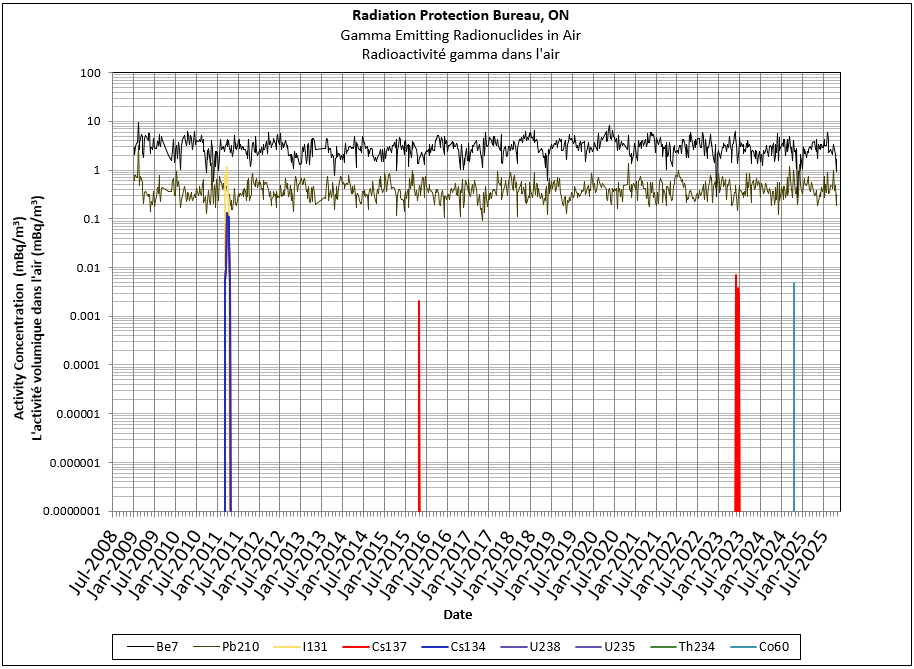 Radiation Protection Bureau, ON
Gamma Emitting Radionuclides in Air
Radioactivité gamma dans l'air
Activity Concentration (mBq/m³)
L'activité volumique dans l'air (mBq/m³)
100
10
1
0.1
0.01
0.001
0.0001
0.00001
0.000001
0.0000001
Jul-2008
Jan-2009
Jul-2009
Jan-2010
Jul-2010
Jan-2011
Jul-2011
Jan-2012
Jul-2012
Jan-2013
Jul-2013
Jan-2014
Jul-2014
Jan-2015
Jul-2015
Jan-2016
Jul-2016
Jan-2017
Jul-2017
Jan-2018
Jul-2018
Jan-2019
Jul-2019
Jan-2020
Jul-2020
Jan-2021
Jul-2021
Jan-2022
Jul-2022
Jan-2023
Jul-2023
Jan-2024
Jul-2024
Jan-2025
Jul-2025
Date
Be7 Pb210 I131 Cs137 Cs134 U238 U235 Th234 Co60